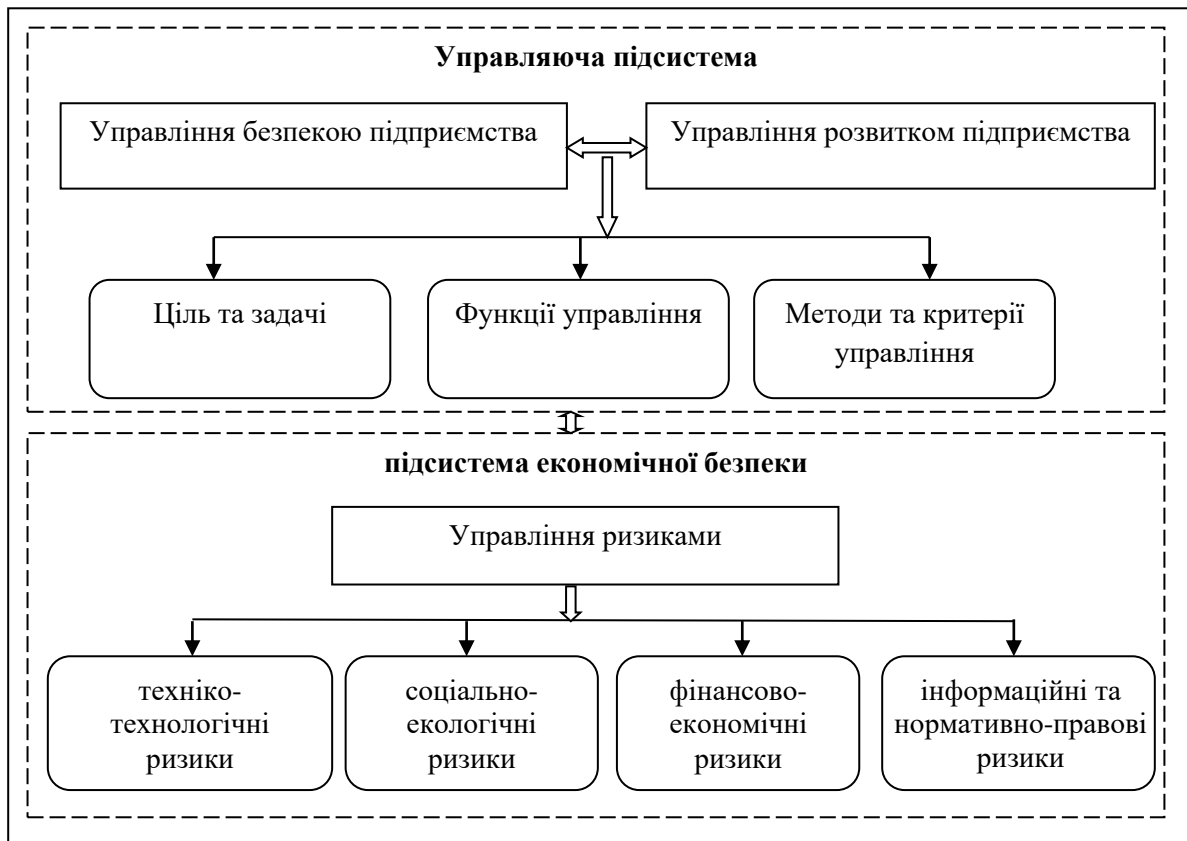 Управляюча підсистема
Управління безпекою підприємства
Управління розвитком підприємства
Ціль та задачі
Функції управління
Методи та критерії
управління
підсистема економічної безпеки
Управління ризиками
техніко-
технологічні
ризики
соціально-
екологічні
ризики
фінансово-
економічні
ризики
інформаційні та
нормативно-правові
ризики